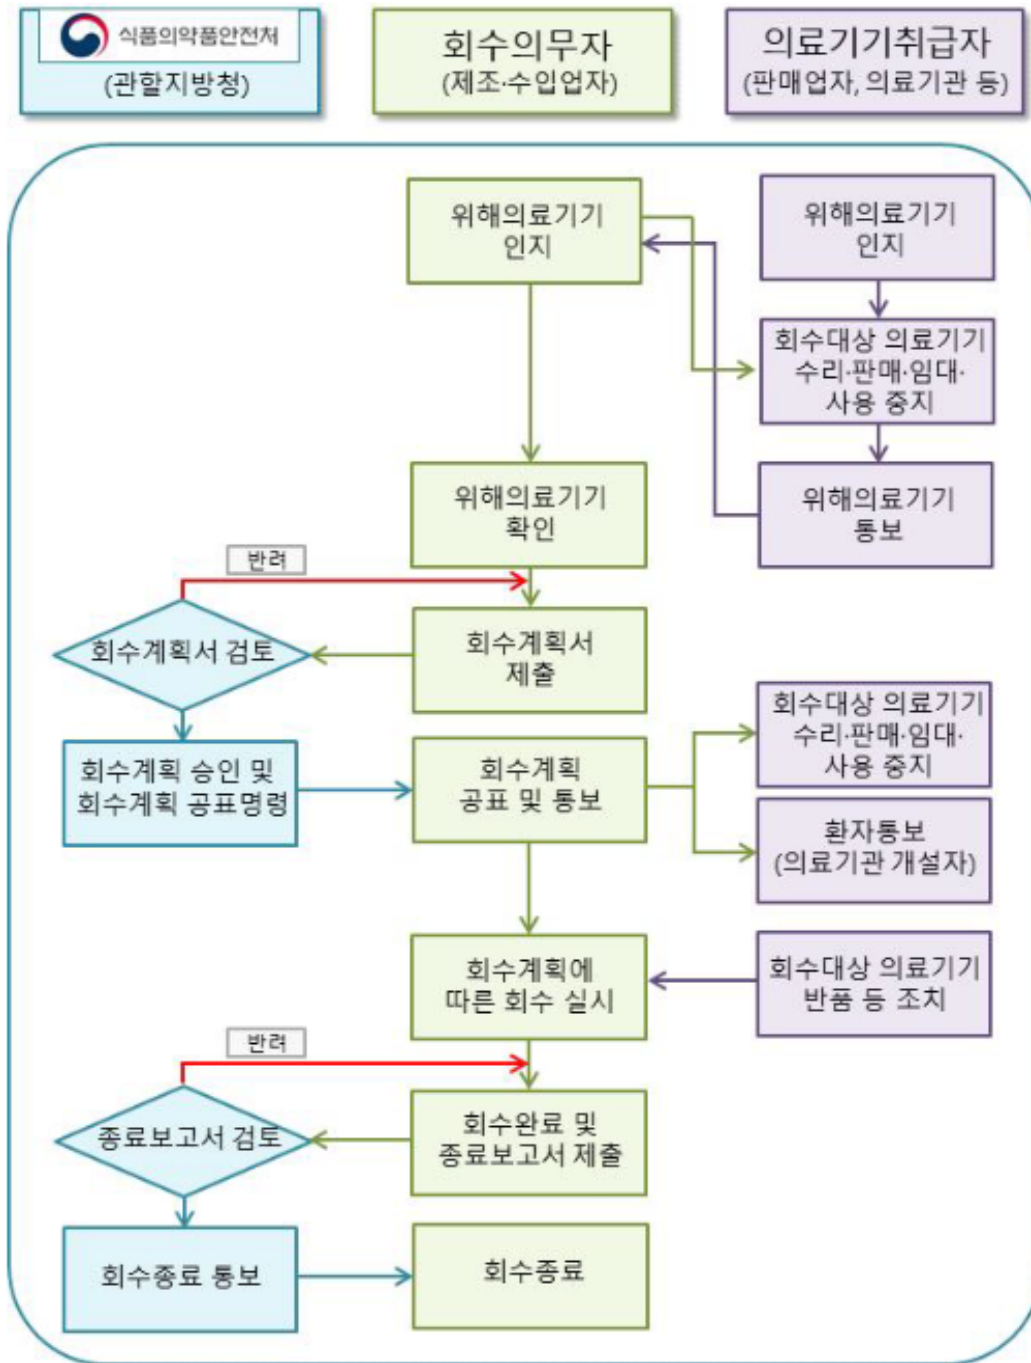 식품의약품안전처
(관할지방청)
회수의무자
(제조·수입업자)
의료기기취급자
(판매업자, 의료기관 등)
위해의료기기
인지
위해의료기기
인지
회수대상 의료기기
수리·판매·임대·
사용 중지
위해의료기기
확인
위해의료기기
통보
반려
회수계획서 검토
회수계획서
제출
회수대상 의료기기
수리·판매·임대·
사용 중지
회수계획 승인 및
회수계획 공표명령
회수계획
공표 및 통보
환자통보
(의료기관 개설자)
회수계획에
따른 회수 실시
회수대상 의료기기
반품 등 조치
반려
종료보고서 검토
회수완료 및
종료보고서 제출
회수종료 통보
회수종료